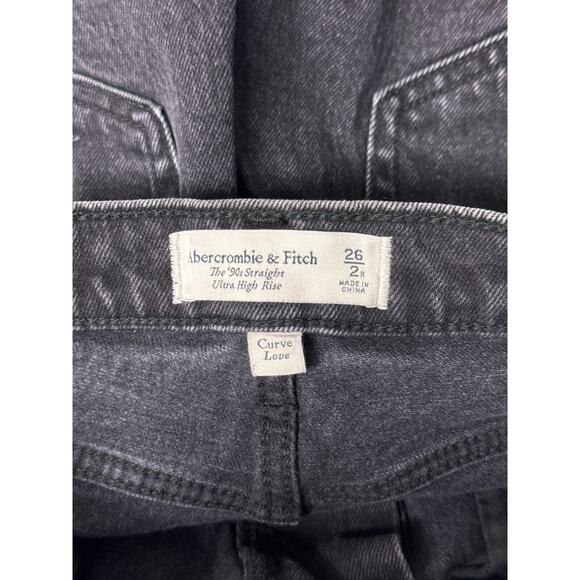 Abercrombie & Fitch
The '90s Straight
Ultra High Rise
26
2R
MADE IN
CHINA
Curve
Love